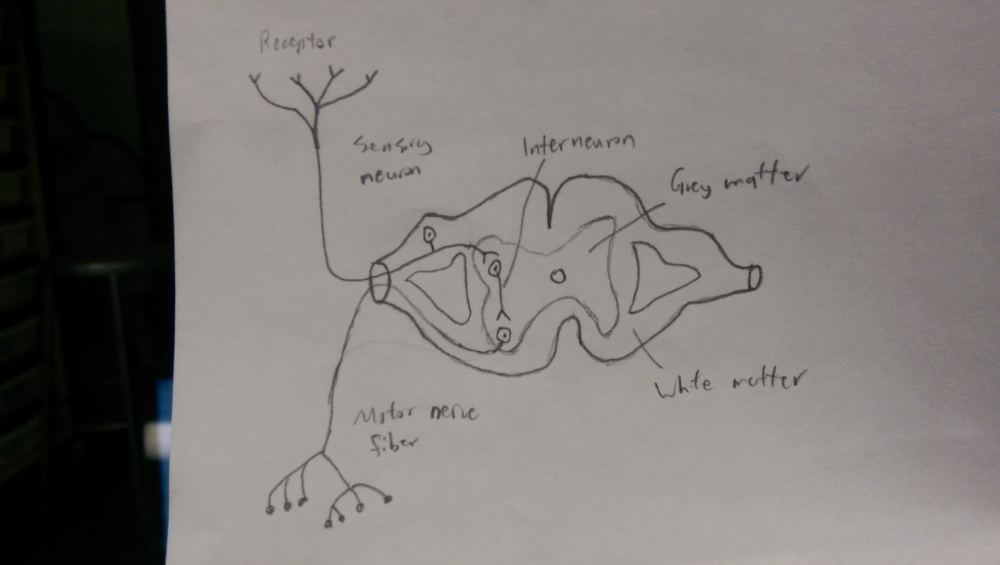 Receptor
Sensory
neuron
Interneuron
Grey matter
White matter
Motor nerve
fiber